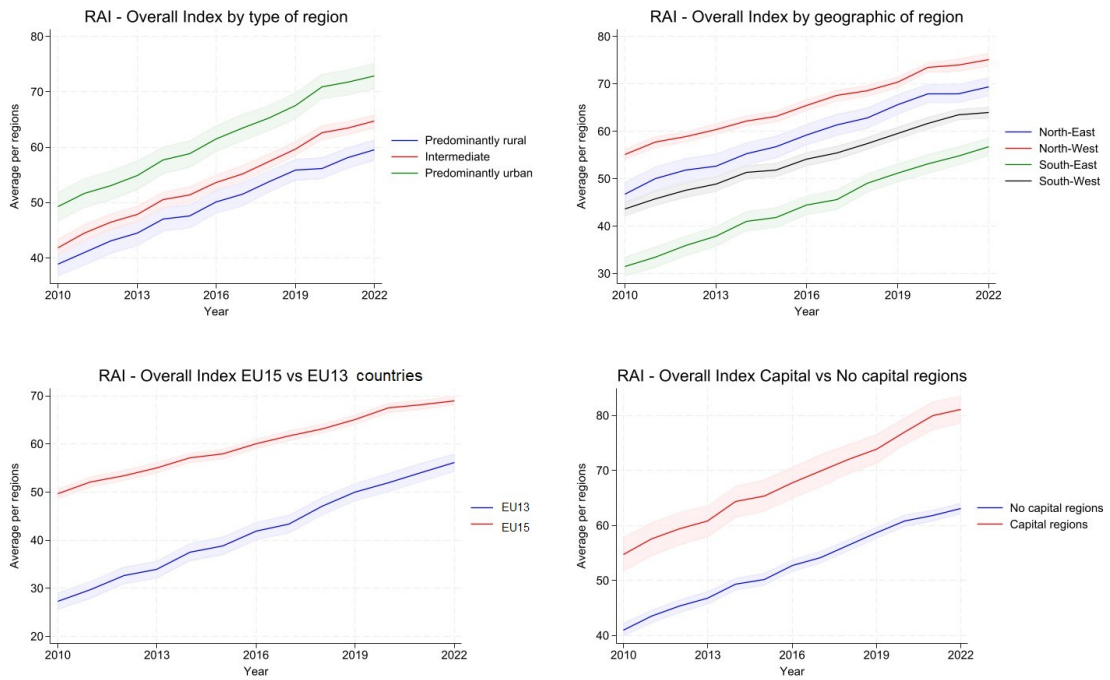 RAI - Overall Index by type of region
80
70
60
50
40
Average per regions
2010
2013
2016
2019
2022
Year
Predominantly rural
Intermediate
Predominantly urban
RAI - Overall Index by geographic of region
80
70
60
50
40
30
Average per regions
2010
2013
2016
2019
2022
Year
North-East
North-West
South-East
South-West
RAI - Overall Index EU15 vs EU13 countries
70
60
50
40
30
20
Average per regions
2010
2013
2016
2019
2022
Year
EU13
EU15
RAI - Overall Index Capital vs No capital regions
80
70
60
50
40
Average per regions
2010
2013
2016
2019
2022
Year
No capital regions
Capital regions